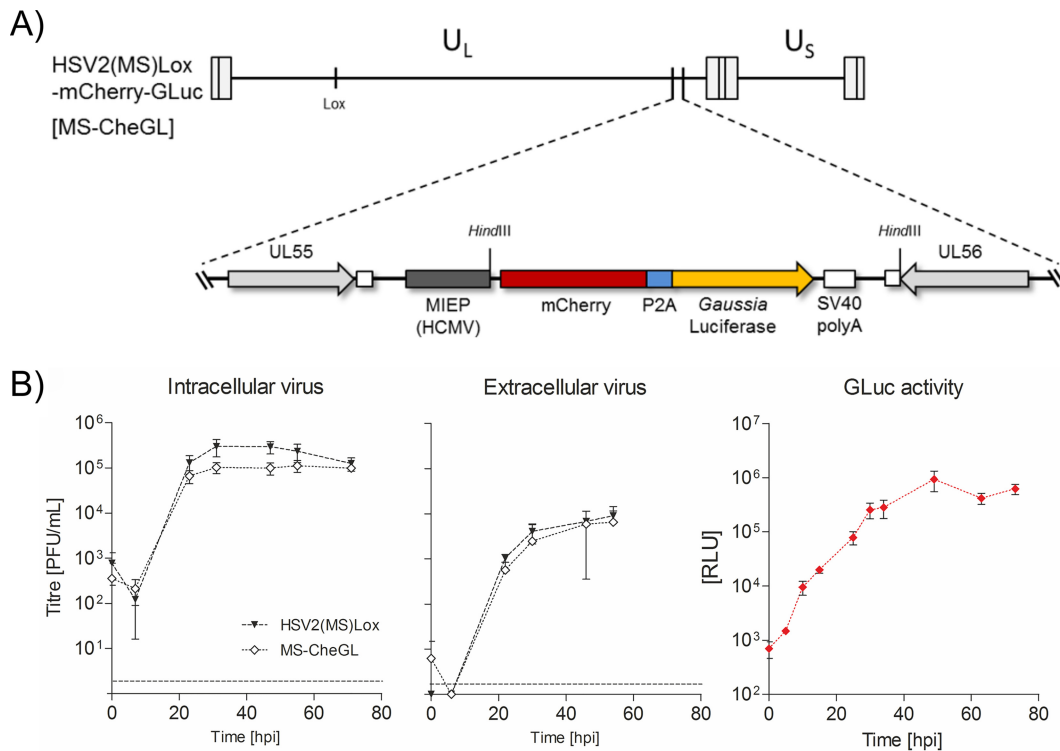 A)
HSV2(MS)Lox
-mCherry-GLuc
[MS-CheGL]
U_L
U_S
Lox
HindIII
HindIII
UL55
UL56
MIEP
(HCMV)
mCherry
P2A
Gaussia
Luciferase
SV40
polyA
B)
Intracellular virus
Titre [PFU/mL]
10^6
10^5
10^4
10^3
10^2
10^1
HSV2(MS)Lox
MS-CheGL
0
20
40
60
80
Time [hpi]
Extracellular virus
0
20
40
60
80
Time [hpi]
GLuc activity
[RLU]
10^7
10^6
10^5
10^4
10^3
10^2
0
20
40
60
80
Time [hpi]